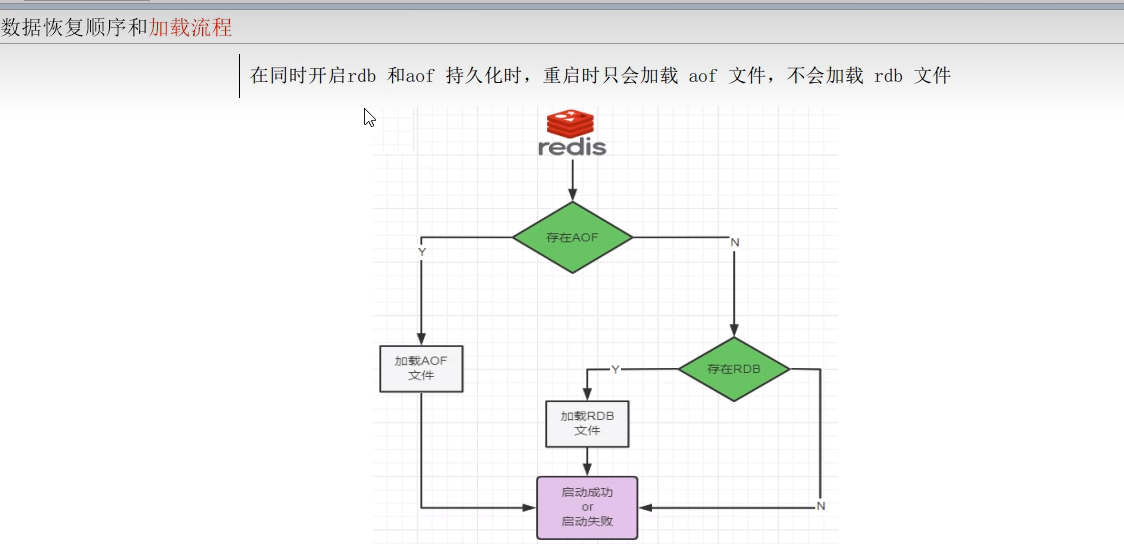 数据恢复顺序和加载流程
在同时开启rdb 和aof 持久化时，重启时只会加载 aof 文件，不会加载 rdb 文件
redis
存在AOF
Y
N
加载AOF
文件
存在RDB
Y
加载RDB
文件
启动成功
or
启动失败
N